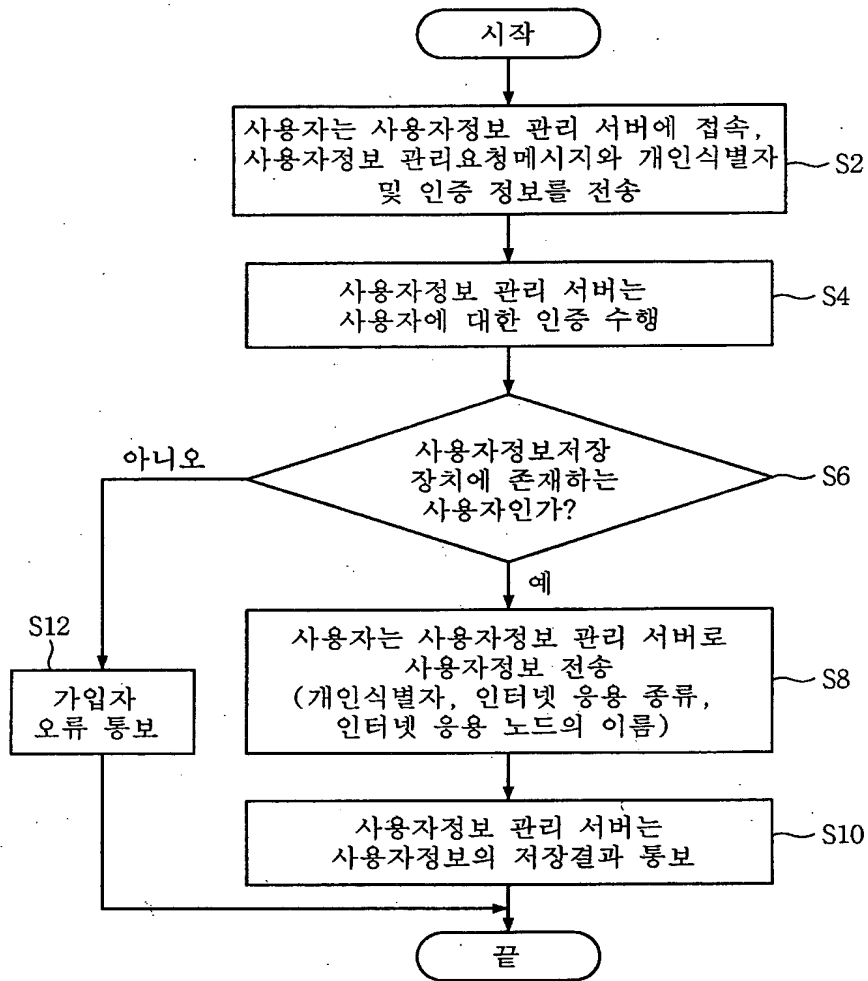 시작
사용자는 사용자정보 관리 서버에 접속,
사용자정보 관리요청메시지와 개인식별자
및 인증 정보를 전송
S2
사용자정보 관리 서버는
사용자에 대한 인증 수행
S4
사용자정보저장
장치에 존재하는
사용자인가?
S6
아니오
예
사용자는 사용자정보 관리 서버로
사용자정보 전송
(개인식별자, 인터넷 응용 종류,
인터넷 응용 노드의 이름)
S8
S12
가입자
오류 통보
사용자정보 관리 서버는
사용자정보의 저장결과 통보
S10
끝